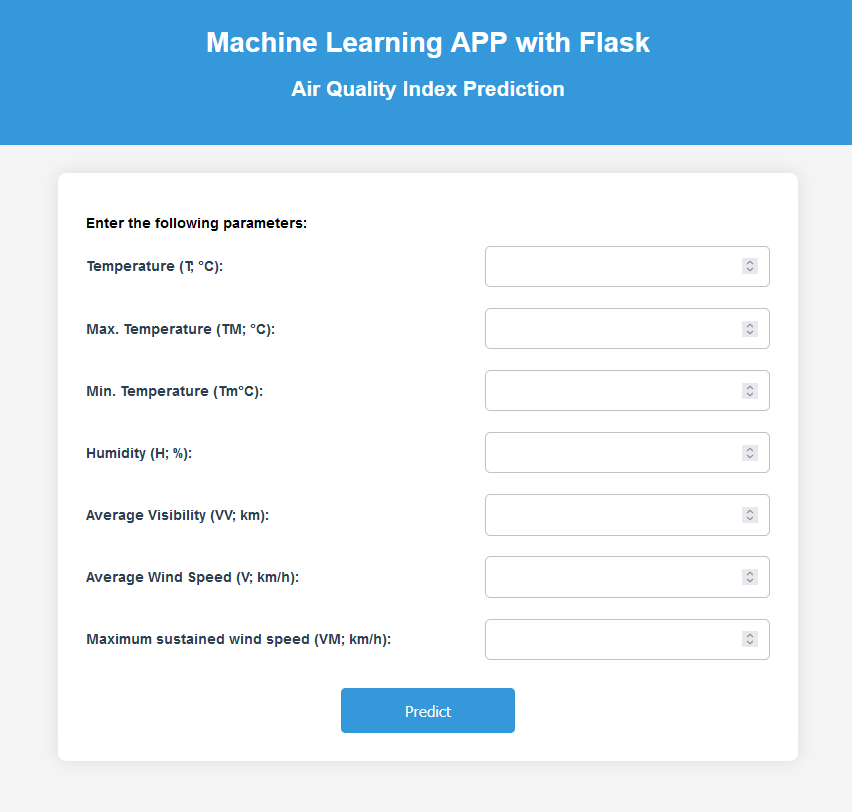 Machine Learning APP with Flask
Air Quality Index Prediction
Enter the following parameters:
Temperature (T; °C):
Max. Temperature (TM; °C):
Min. Temperature (Tm°C):
Humidity (H; %):
Average Visibility (VV; km):
Average Wind Speed (V; km/h):
Maximum sustained wind speed (VM; km/h):
Predict